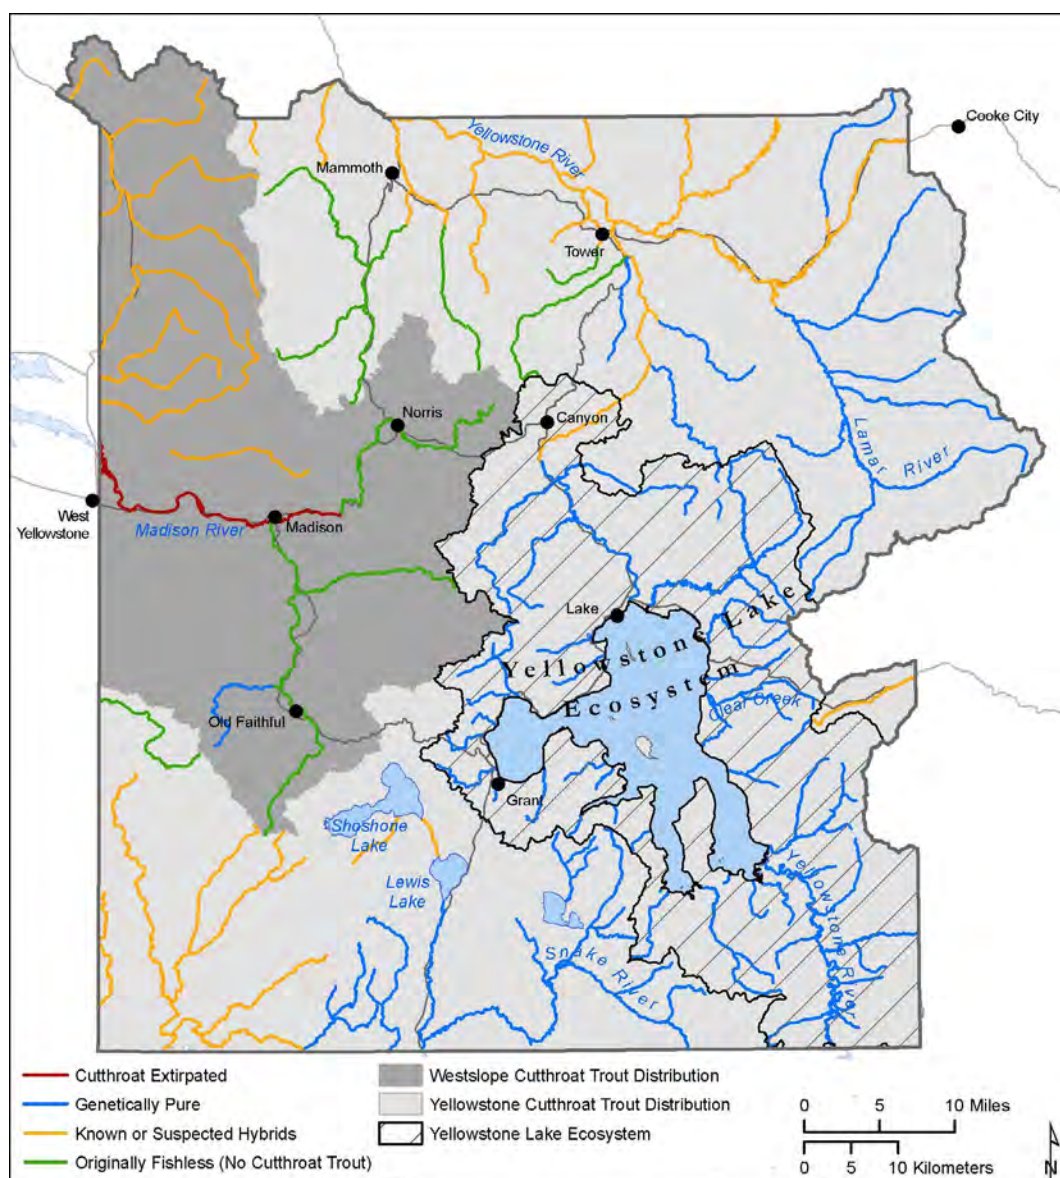 Cooke City
Yellowstone
River
Mammoth
Tower
Norris
Canyon
Lamar
River
West
Yellowstone
Madison River
Madison
Lake
Yellowstone Lake
Ecosystem
Clear Creek
Old Faithful
Grant
Shoshone
Lake
Lewis
Lake
Yellowstone River
Snake River
Cutthroat Extirpated
Genetically Pure
Known or Suspected Hybrids
Originally Fishless (No Cutthroat Trout)
Westslope Cutthroat Trout Distribution
Yellowstone Cutthroat Trout Distribution
Yellowstone Lake Ecosystem
0 5 10 Miles
0 5 10 Kilometers
N